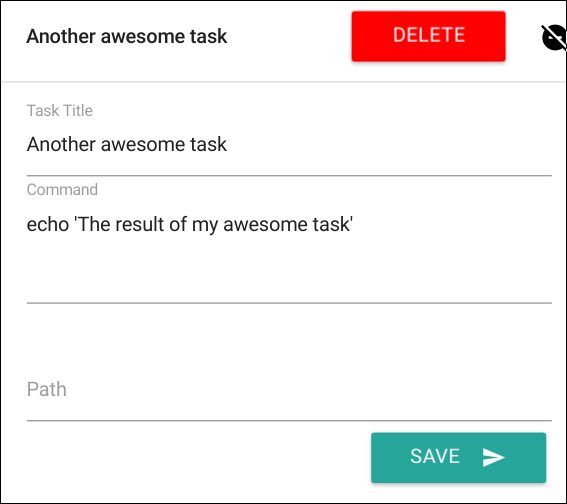 Another awesome task
DELETE
Task Title
Another awesome task
Command
echo 'The result of my awesome task'
Path
SAVE